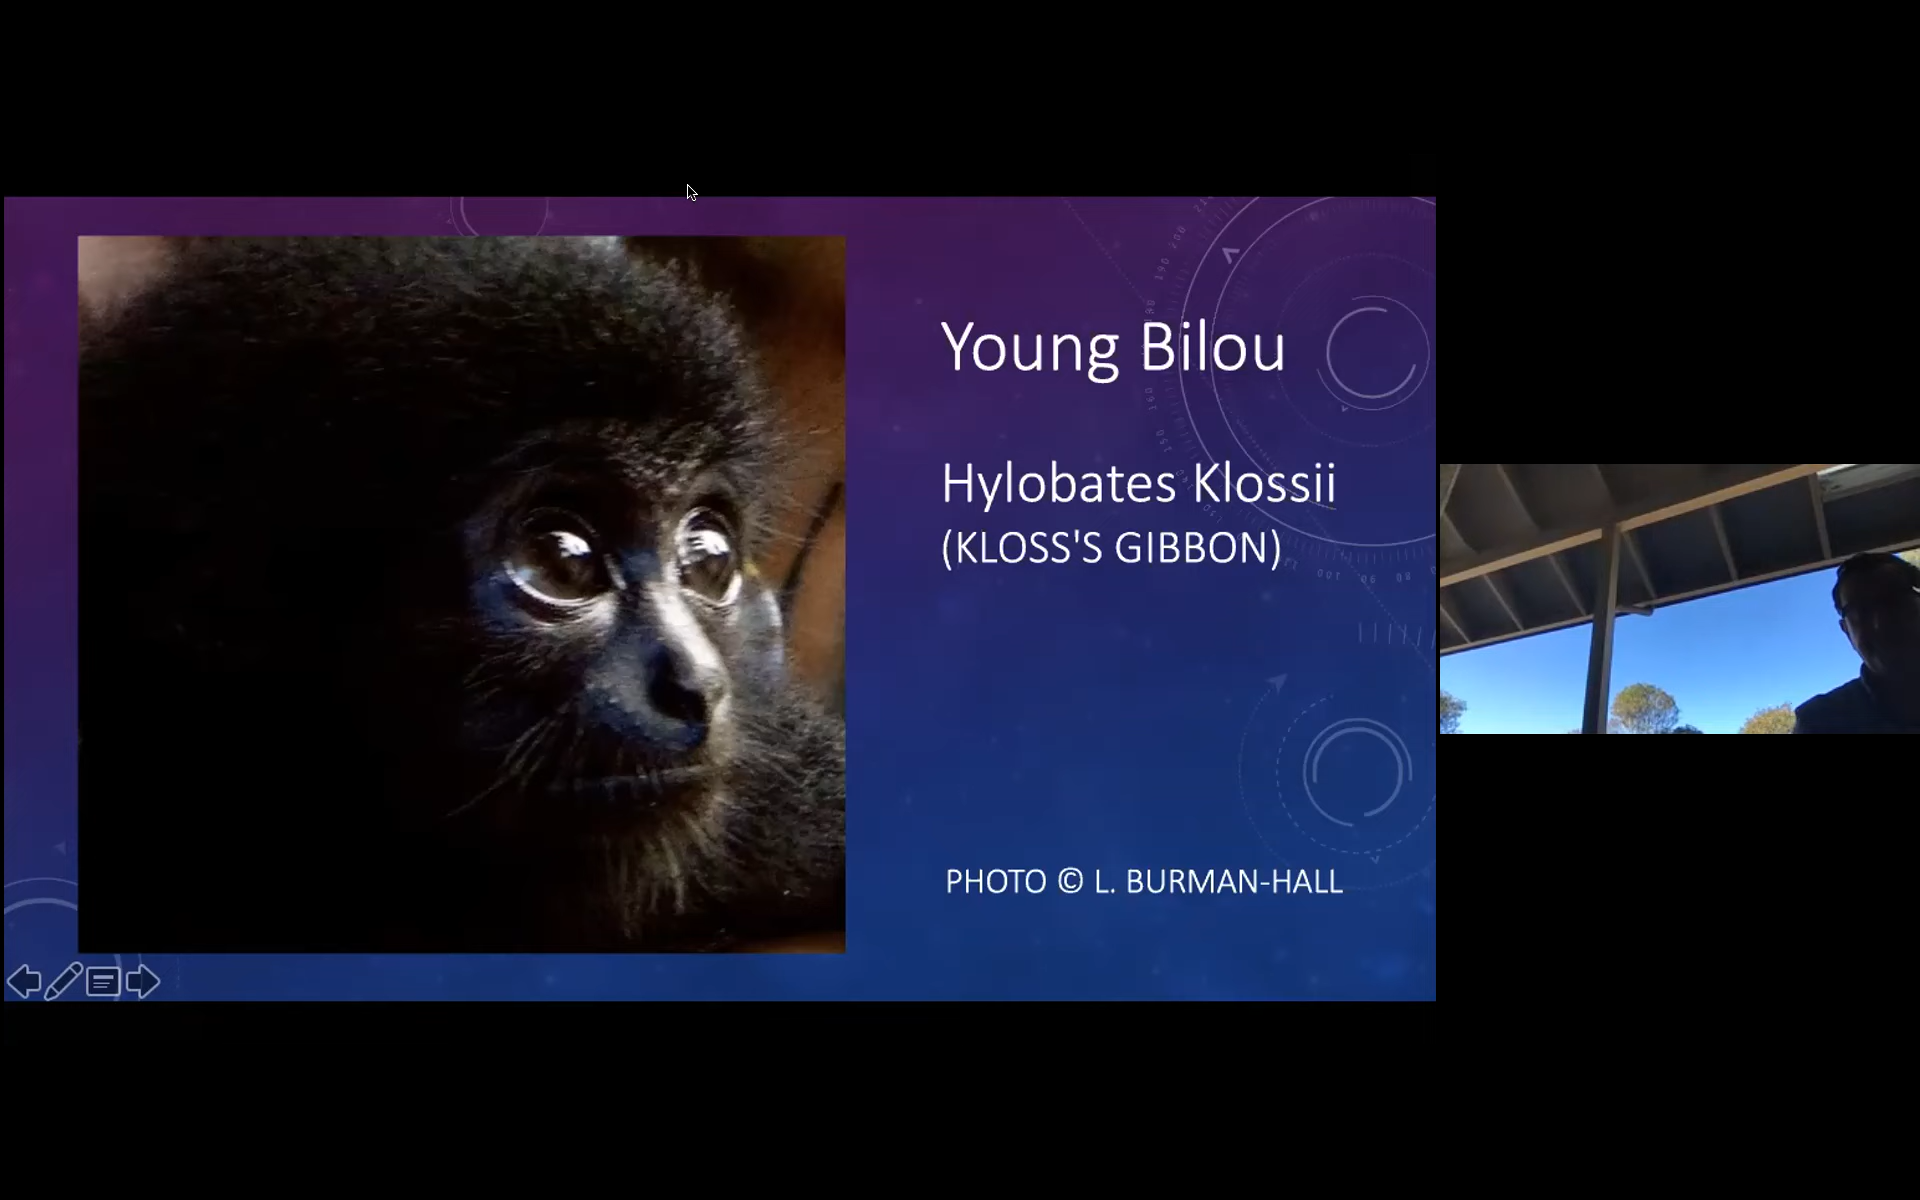 Young Bilou
Hylobates Klossii
(KLOSS'S GIBBON)
PHOTO © L. BURMAN-HALL